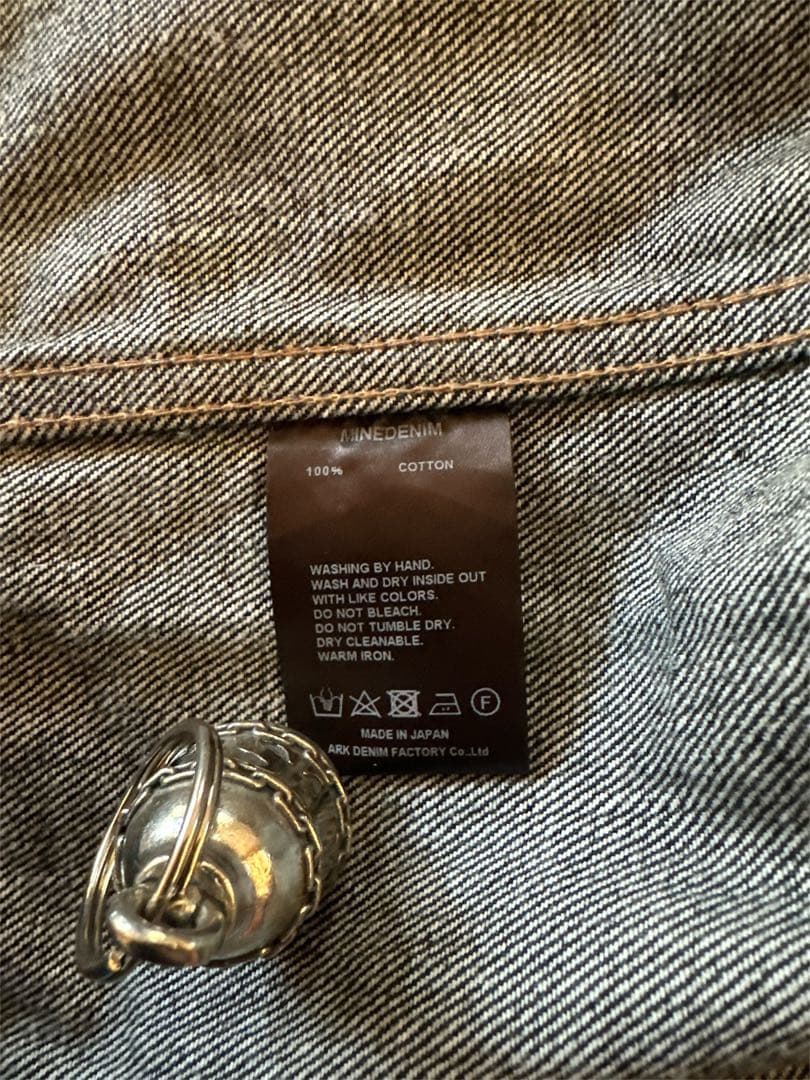 MINEDENIM
100% COTTON
WASHING BY HAND.
WASH AND DRY INSIDE OUT
WITH LIKE COLORS.
DO NOT BLEACH.
DO NOT TUMBLE DRY.
DRY CLEANABLE.
WARM IRON.
F
MADE IN JAPAN
ARK DENIM FACTORY Co.,Ltd